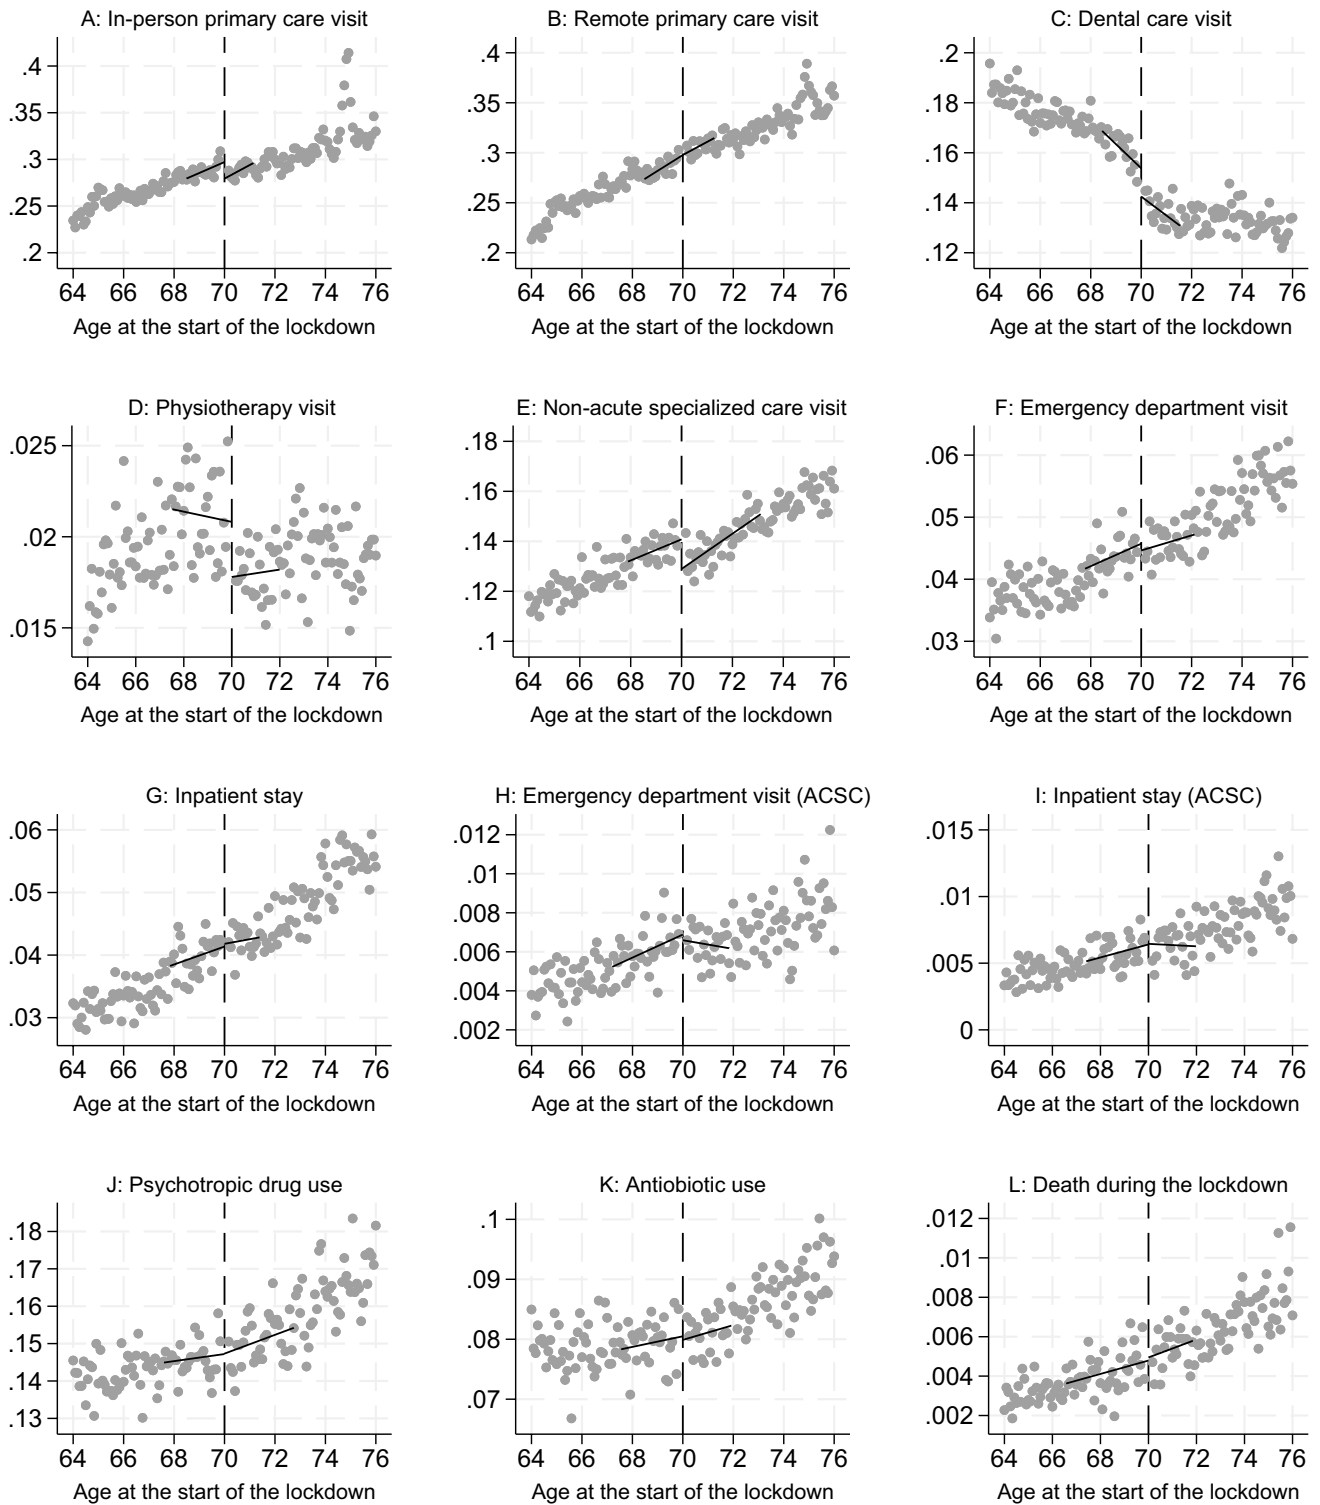 A: In-person primary care visit
.4
.35
.3
.25
.2
64 66 68 70 72 74 76
Age at the start of the lockdown
B: Remote primary care visit
.4
.35
.3
.25
.2
64 66 68 70 72 74 76
Age at the start of the lockdown
C: Dental care visit
.2
.18
.16
.14
.12
64 66 68 70 72 74 76
Age at the start of the lockdown
D: Physiotherapy visit
.025
.02
.015
64 66 68 70 72 74 76
Age at the start of the lockdown
E: Non-acute specialized care visit
.18
.16
.14
.12
.1
64 66 68 70 72 74 76
Age at the start of the lockdown
F: Emergency department visit
.06
.05
.04
.03
64 66 68 70 72 74 76
Age at the start of the lockdown
G: Inpatient stay
.06
.05
.04
.03
64 66 68 70 72 74 76
Age at the start of the lockdown
H: Emergency department visit (ACSC)
.012
.01
.008
.006
.004
.002
64 66 68 70 72 74 76
Age at the start of the lockdown
I: Inpatient stay (ACSC)
.015
.01
.005
0
64 66 68 70 72 74 76
Age at the start of the lockdown
J: Psychotropic drug use
.18
.17
.16
.15
.14
.13
64 66 68 70 72 74 76
Age at the start of the lockdown
K: Antiobiotic use
.1
.09
.08
.07
64 66 68 70 72 74 76
Age at the start of the lockdown
L: Death during the lockdown
.012
.01
.008
.006
.004
.002
64 66 68 70 72 74 76
Age at the start of the lockdown